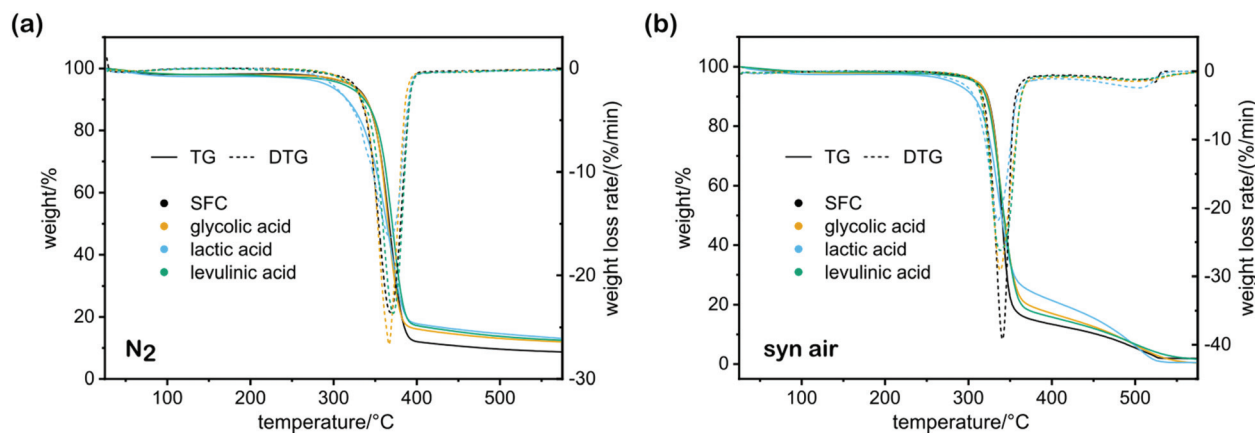 (a)
100
80
60
40
20
0
weight/%
TG
DTG
SFC
glycolic acid
lactic acid
levulinic acid
N2
0
-10
-20
-30
weight loss rate/(%/min)
100
200
300
400
500
temperature/°C
(b)
100
80
60
40
20
0
weight/%
TG
DTG
SFC
glycolic acid
lactic acid
levulinic acid
syn air
0
-10
-20
-30
-40
weight loss rate/(%/min)
100
200
300
400
500
temperature/°C